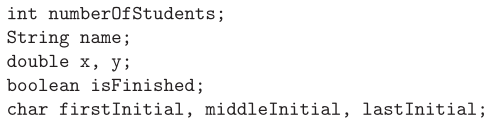 int numberOfStudents;
String name;
double x, y;
boolean isFinished;
char firstInitial, middleInitial, lastInitial;